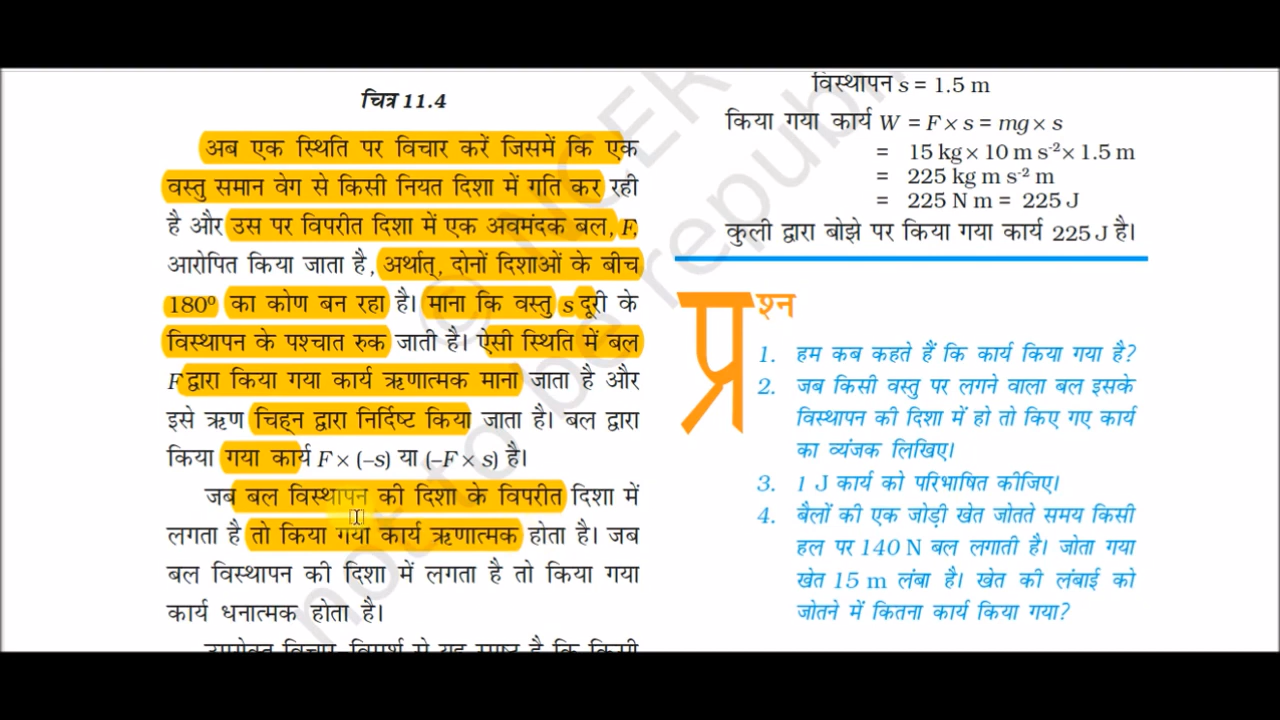 चित्र 11.4
अब एक स्थिति पर विचार करें जिसमें कि एक
वस्तु समान वेग से किसी नियत दिशा में गति कर रही
है और उस पर विपरीत दिशा में एक अवमंदक बल, F,
आरोपित किया जाता है, अर्थात्, दोनों दिशाओं के बीच
180º का कोण बन रहा है। माना कि वस्तु s दूरी के
विस्थापन के पश्चात रुक जाती है। ऐसी स्थिति में बल
F द्वारा किया गया कार्य ऋणात्मक माना जाता है और
इसे ऋण चिह्न द्वारा निर्दिष्ट किया जाता है। बल द्वारा
किया गया कार्य F × (–s) या (–F × s) है।
जब बल विस्थापन की दिशा के विपरीत दिशा में
लगता है तो किया गया कार्य ऋणात्मक होता है। जब
बल विस्थापन की दिशा में लगता है तो किया गया
कार्य धनात्मक होता है।
उपरोक्त विचार-विमर्श से यह स्पष्ट है कि किसी
विस्थापन s = 1.5 m
किया गया कार्य W = F × s = mg × s
= 15 kg × 10 m s-² × 1.5 m
= 225 kg m s-² m
= 225 N m = 225 J
कुली द्वारा बोझे पर किया गया कार्य 225 J है।
प्रश्न
1. हम कब कहते हैं कि कार्य किया गया है?
2. जब किसी वस्तु पर लगने वाला बल इसके
विस्थापन की दिशा में हो तो किए गए कार्य
का व्यंजक लिखिए।
3. 1 J कार्य को परिभाषित कीजिए।
4. बैलों की एक जोड़ी खेत जोतते समय किसी
हल पर 140 N बल लगाती है। जोता गया
खेत 15 m लंबा है। खेत की लंबाई को
जोतने में कितना कार्य किया गया?